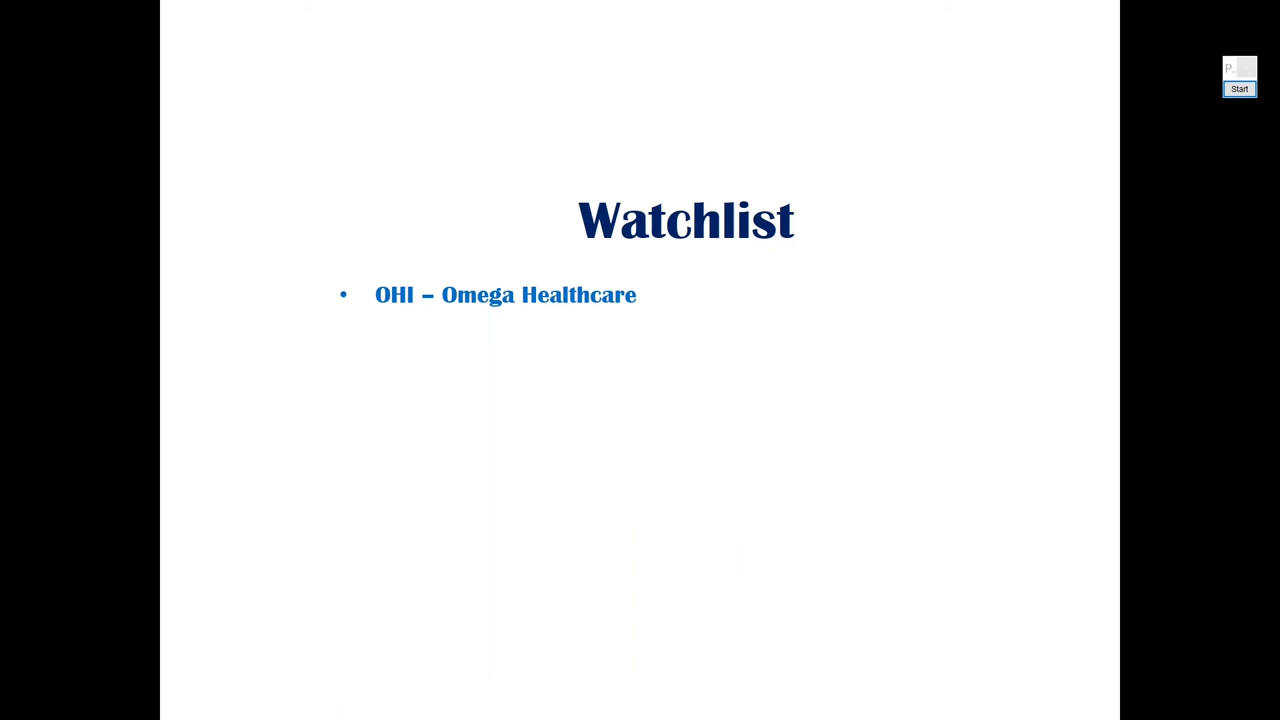 P..
Start
Watchlist
• OHI – Omega Healthcare